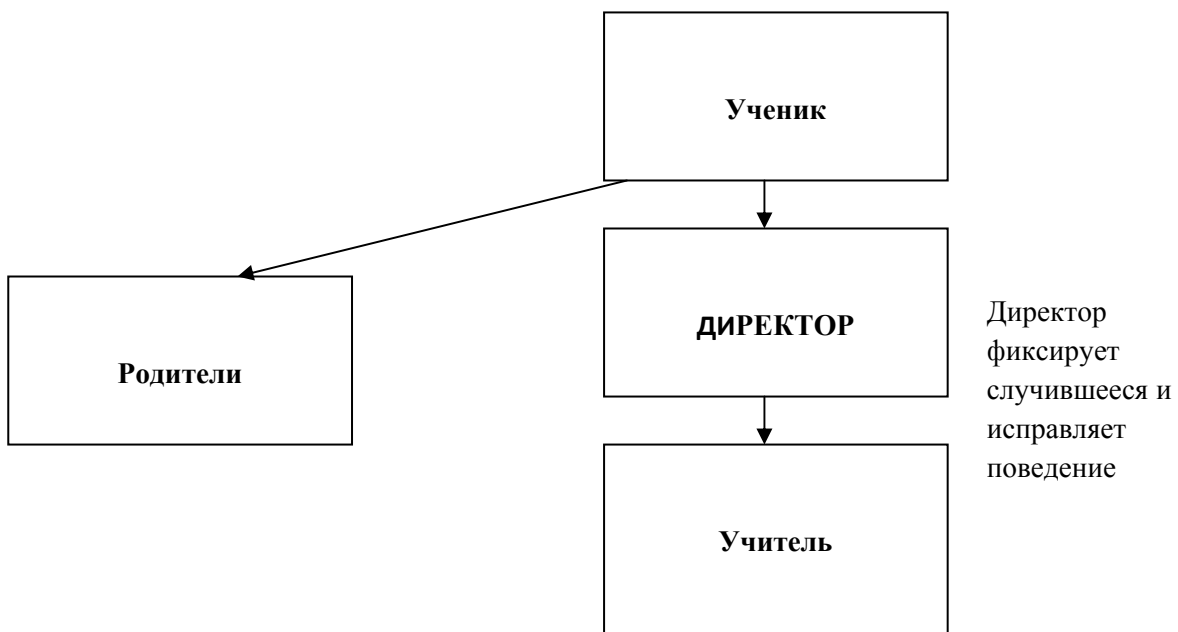 Ученик
ДИРЕКТОР
Директор
фиксирует
случившееся и
исправляет
поведение
Родители
Учитель